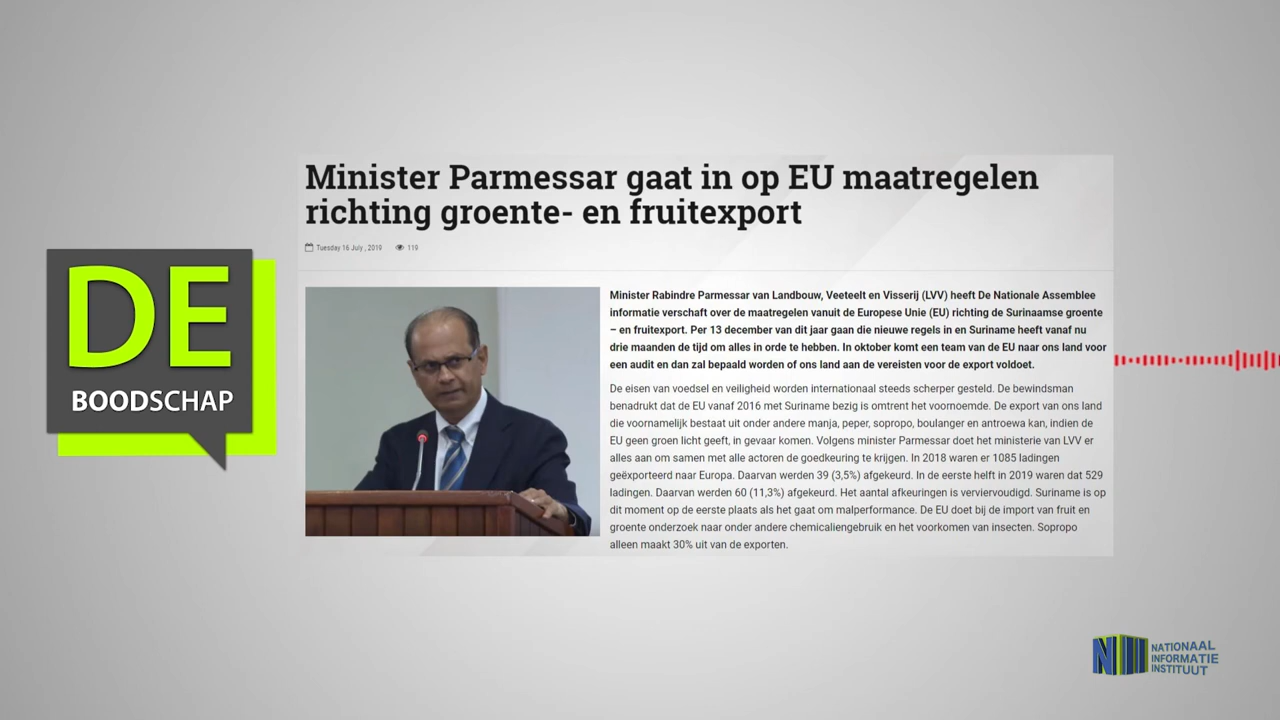 Minister Parmessar gaat in op EU maatregelen
richting groente- en fruitexport
Tuesday 16 July , 2019 119
DE
BOODSCHAP
Minister Rabindre Parmessar van Landbouw, Veeteelt en Visserij (LVV) heeft De Nationale Assemblee
informatie verschaft over de maatregelen vanuit de Europese Unie (EU) richting de Surinaamse groente
– en fruitexport. Per 13 december van dit jaar gaan die nieuwe regels in en Suriname heeft vanaf nu
drie maanden de tijd om alles in orde te hebben. In oktober komt een team van de EU naar ons land voor
een audit en dan zal bepaald worden of ons land aan de vereisten voor de export voldoet.
De eisen van voedsel en veiligheid worden internationaal steeds scherper gesteld. De bewindsman
benadrukt dat de EU vanaf 2016 met Suriname bezig is omtrent het voornoemde. De export van ons land
die voornamelijk bestaat uit onder andere manja, peper, sopropo, boulanger en antroewa kan, indien de
EU geen groen licht geeft, in gevaar komen. Volgens minister Parmessar doet het ministerie van LVV er
alles aan om samen met alle actoren de goedkeuring te krijgen. In 2018 waren er 1085 ladingen
geëxporteerd naar Europa. Daarvan werden 39 (3,5%) afgekeurd. In de eerste helft in 2019 waren dat 529
ladingen. Daarvan werden 60 (11,3%) afgekeurd. Het aantal afkeuringen is verviervoudigd. Suriname is op
dit moment op de eerste plaats als het gaat om malperformance. De EU doet bij de import van fruit en
groente onderzoek naar onder andere chemicaliengebruik en het voorkomen van insecten. Sopropo
alleen maakt 30% uit van de exporten.
NII
NATIONAAL
INFORMATIE
INSTITUUT